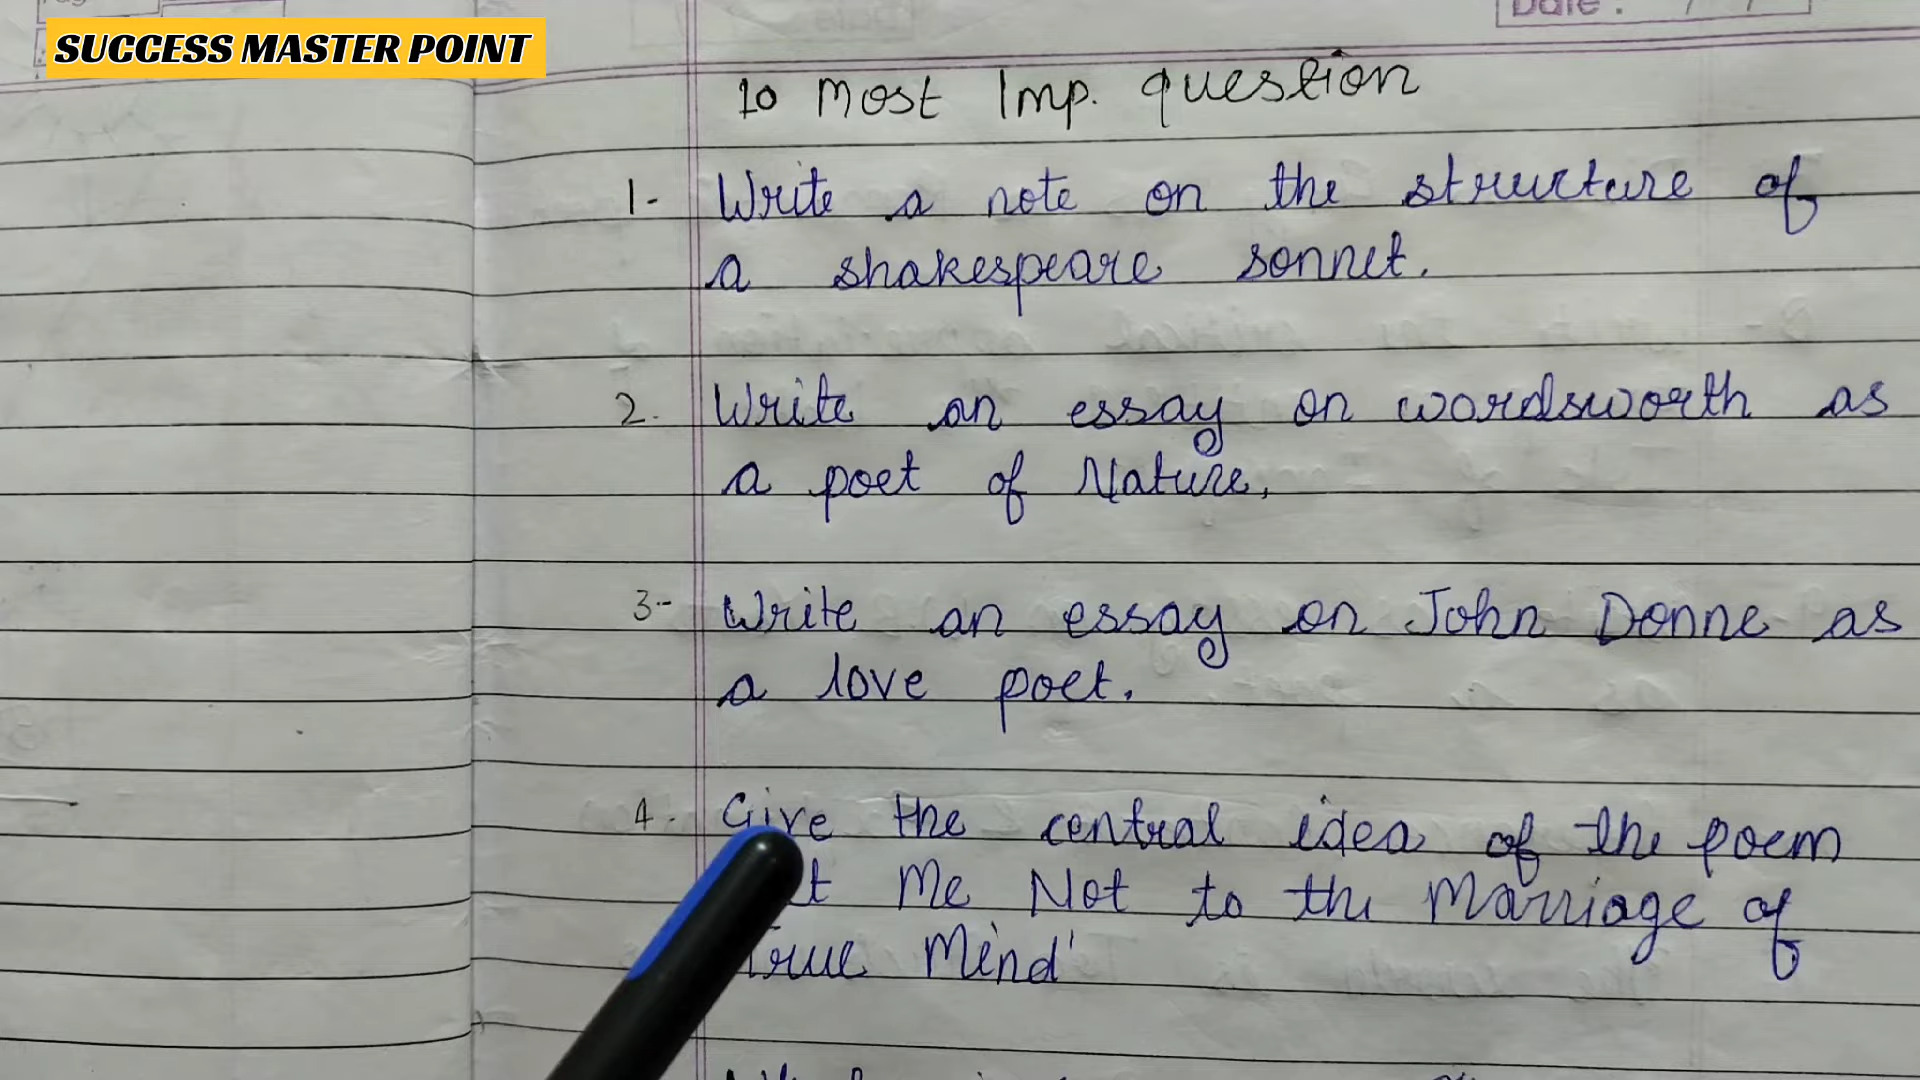 SUCCESS MASTER POINT
Date : / /
10 Most Imp. question
1- Write a note on the structure of
a shakespeare sonnet.
2. Write an essay on wordsworth as
a poet of Nature,
3- Write an essay on John Donne as
a love poet.
4. Give the central idea of the poem
Me Not to the Marriage of
True Mind'